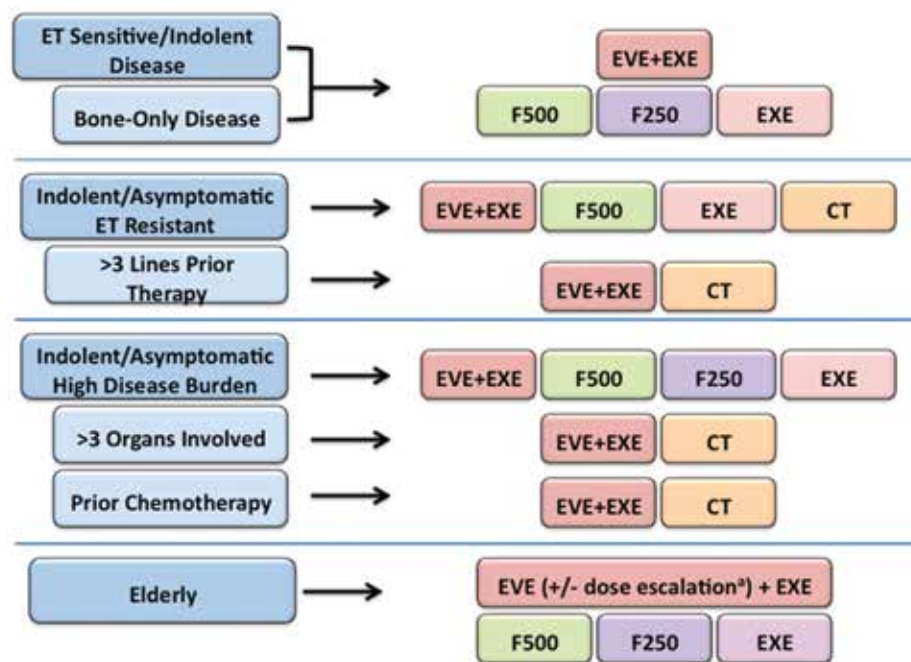 ET Sensitive/Indolent
Disease
Bone-Only Disease
EVE+EXE
F500 F250 EXE
Indolent/Asymptomatic
ET Resistant
EVE+EXE F500 EXE CT
>3 Lines Prior
Therapy
EVE+EXE CT
Indolent/Asymptomatic
High Disease Burden
EVE+EXE F500 F250 EXE
>3 Organs Involved
EVE+EXE CT
Prior Chemotherapy
EVE+EXE CT
Elderly
EVE (+/- dose escalationᵃ) + EXE
F500 F250 EXE